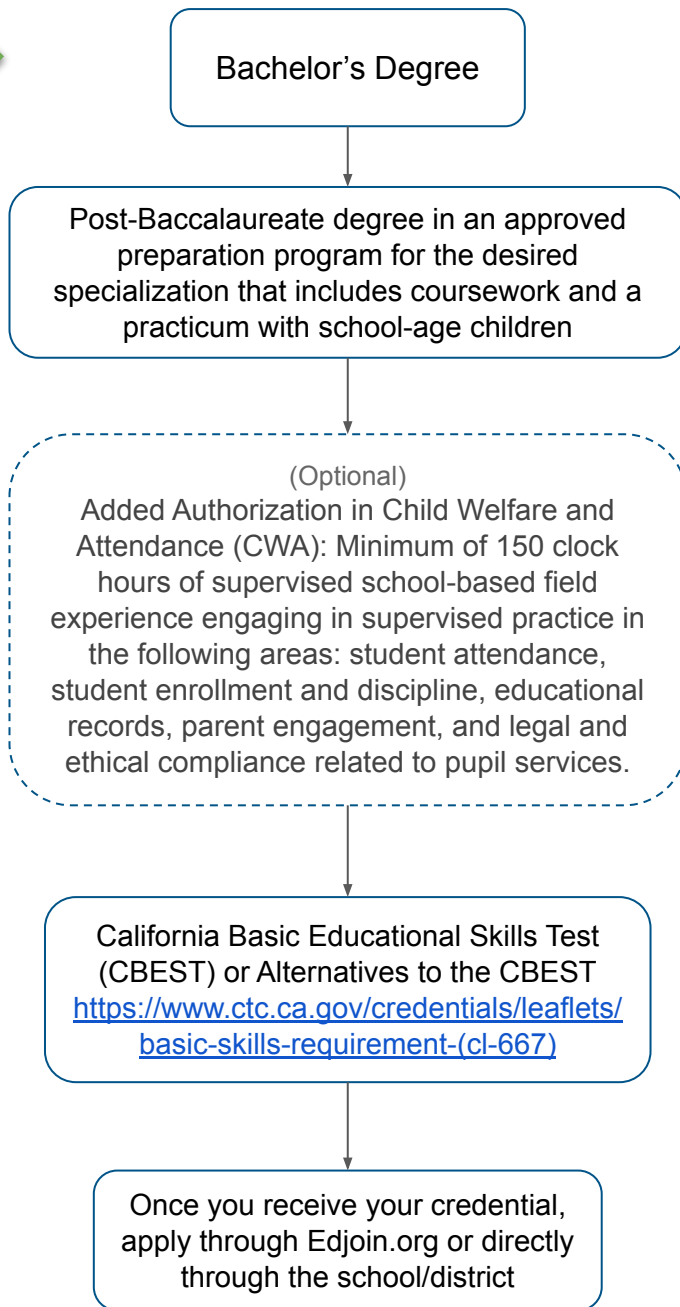 Bachelor’s Degree
Post-Baccalaureate degree in an approved
preparation program for the desired
specialization that includes coursework and a
practicum with school-age children
(Optional)
Added Authorization in Child Welfare and
Attendance (CWA): Minimum of 150 clock
hours of supervised school-based field
experience engaging in supervised practice in
the following areas: student attendance,
student enrollment and discipline, educational
records, parent engagement, and legal and
ethical compliance related to pupil services.
California Basic Educational Skills Test
(CBEST) or Alternatives to the CBEST
https://www.ctc.ca.gov/credentials/leaflets/
basic-skills-requirement-(cl-667)
Once you receive your credential,
apply through Edjoin.org or directly
through the school/district